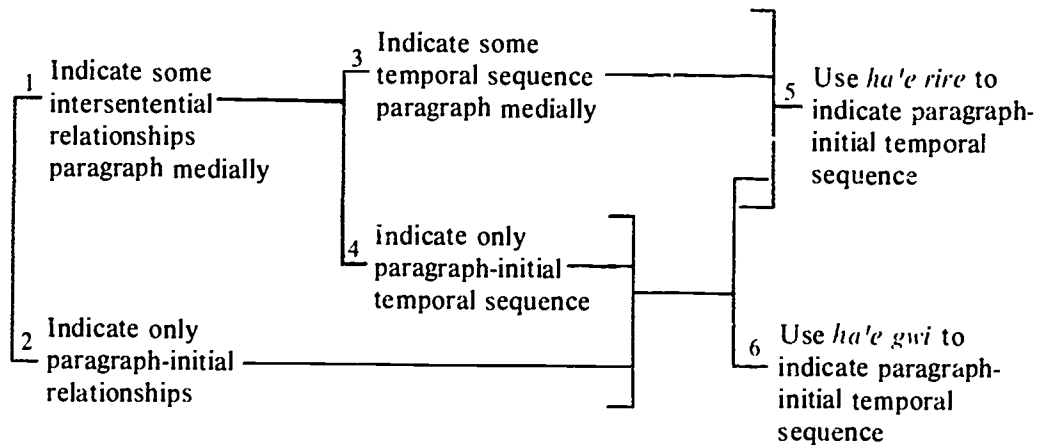 1 Indicate some
intersentential
relationships
paragraph medially
2 Indicate only
paragraph-initial
relationships
3 Indicate some
temporal sequence
paragraph medially
4 Indicate only
paragraph-initial
temporal sequence
5 Use ha'e rire to
indicate paragraph-
initial temporal
sequence
6 Use ha'e gwi to
indicate paragraph-
initial temporal
sequence